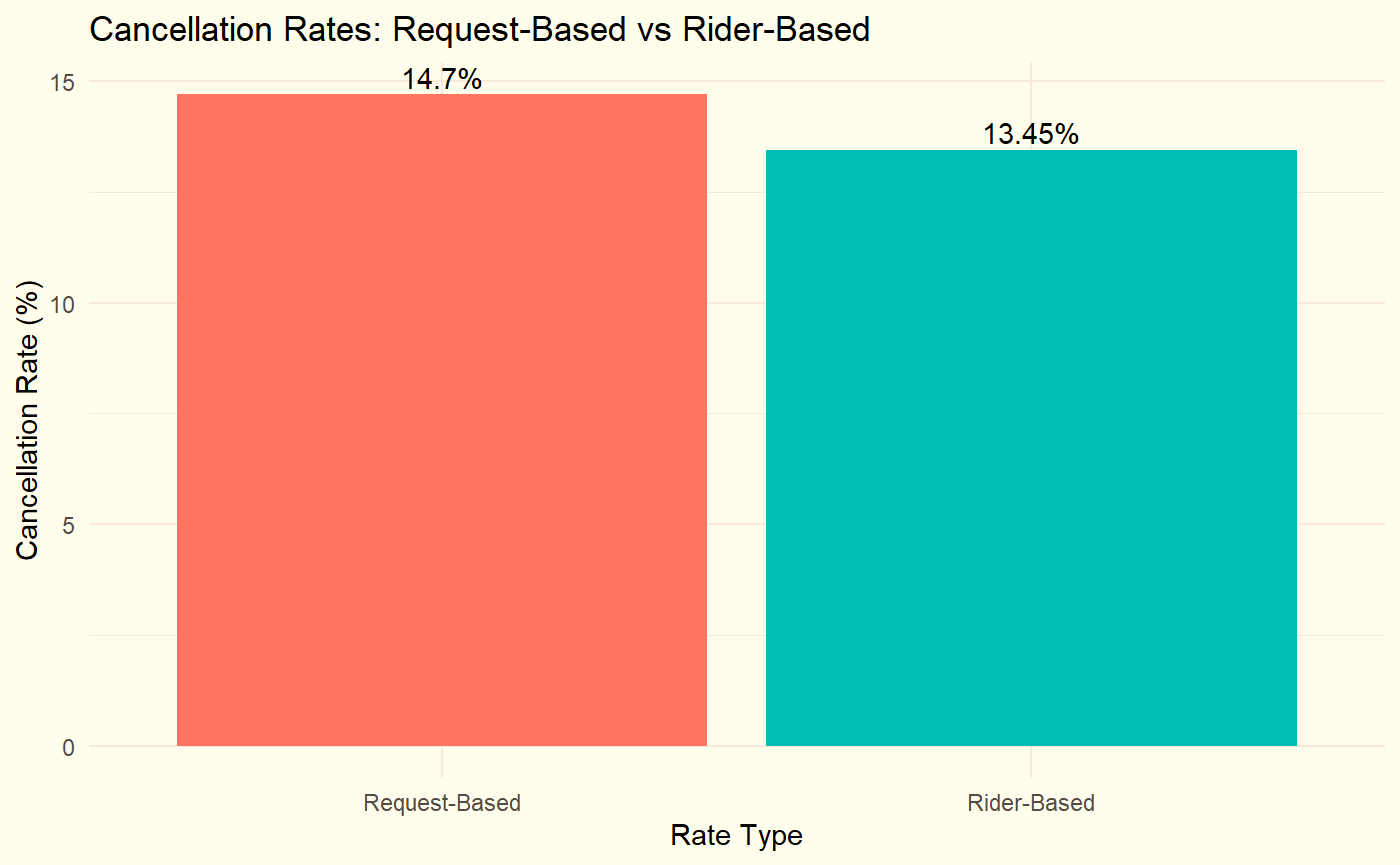 Cancellation Rates: Request-Based vs Rider-Based
14.7%
13.45%
15
10
5
0
Cancellation Rate (%)
Request-Based
Rider-Based
Rate Type